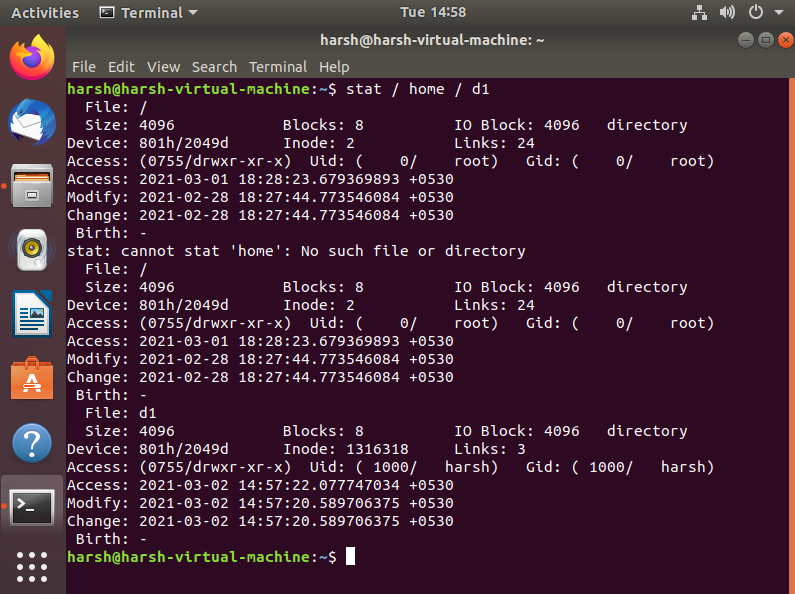 Activities Terminal Tue 14:58
harsh@harsh-virtual-machine: ~
File Edit View Search Terminal Help
harsh@harsh-virtual-machine:~$ stat / home / d1
  File: /
  Size: 4096            Blocks: 8          IO Block: 4096   directory
Device: 801h/2049d      Inode: 2           Links: 24
Access: (0755/drwxr-xr-x)  Uid: (    0/    root)   Gid: (    0/    root)
Access: 2021-03-01 18:28:23.679369893 +0530
Modify: 2021-02-28 18:27:44.773546084 +0530
Change: 2021-02-28 18:27:44.773546084 +0530
 Birth: -
stat: cannot stat 'home': No such file or directory
  File: /
  Size: 4096            Blocks: 8          IO Block: 4096   directory
Device: 801h/2049d      Inode: 2           Links: 24
Access: (0755/drwxr-xr-x)  Uid: (    0/    root)   Gid: (    0/    root)
Access: 2021-03-01 18:28:23.679369893 +0530
Modify: 2021-02-28 18:27:44.773546084 +0530
Change: 2021-02-28 18:27:44.773546084 +0530
 Birth: -
  File: d1
  Size: 4096            Blocks: 8          IO Block: 4096   directory
Device: 801h/2049d      Inode: 1316318     Links: 3
Access: (0755/drwxr-xr-x)  Uid: ( 1000/   harsh)   Gid: ( 1000/   harsh)
Access: 2021-03-02 14:57:22.077747034 +0530
Modify: 2021-03-02 14:57:20.589706375 +0530
Change: 2021-03-02 14:57:20.589706375 +0530
 Birth: -
harsh@harsh-virtual-machine:~$